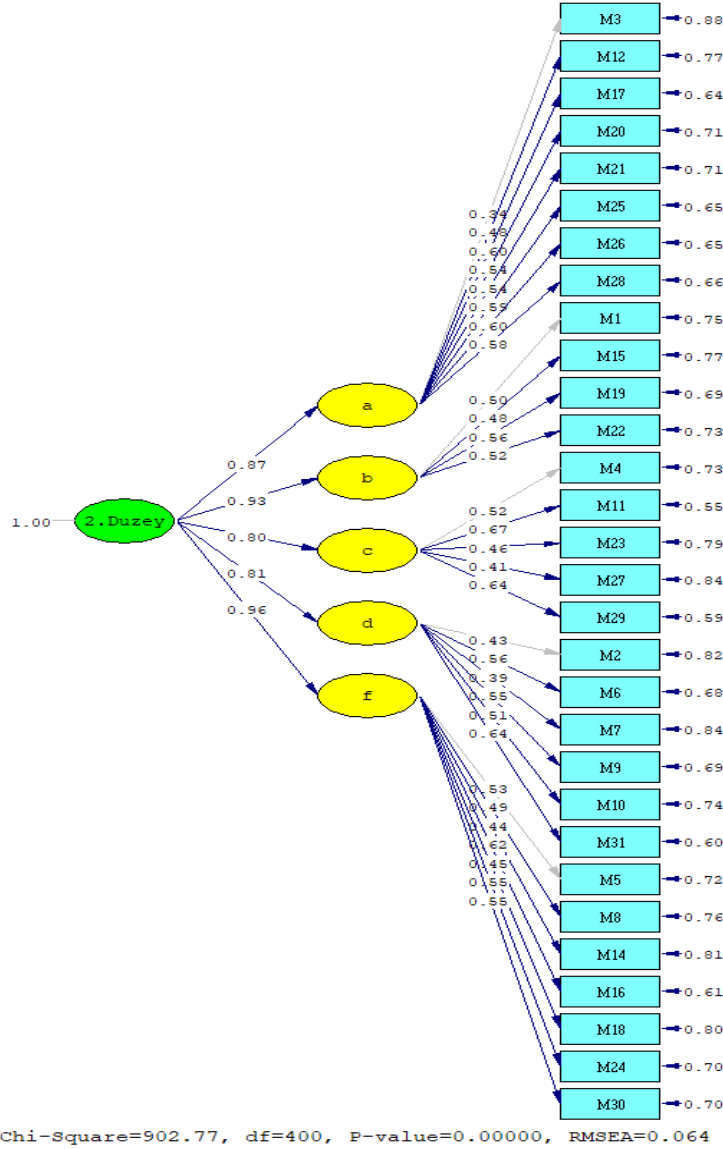 M3 0.88
M12 0.77
M17 0.64
M20 0.71
M21 0.71
M25 0.65
M26 0.65
M28 0.66
M1 0.75
M15 0.77
M19 0.69
M22 0.73
M4 0.73
M11 0.55
M23 0.79
M27 0.84
M29 0.59
M2 0.82
M6 0.68
M7 0.84
M9 0.69
M10 0.74
M31 0.60
M5 0.72
M8 0.76
M14 0.81
M16 0.61
M18 0.80
M24 0.70
M30 0.70
0.34
0.48
0.60
0.54
0.54
0.59
0.60
0.58
0.50
0.48
0.56
0.52
0.52
0.67
0.46
0.41
0.64
0.43
0.56
0.39
0.55
0.51
0.64
0.53
0.49
0.44
0.62
0.45
0.55
0.55
a
b
c
d
f
0.87
0.93
0.80
0.81
0.96
1.00 2.Duzey
Chi-Square=902.77, df=400, P-value=0.00000, RMSEA=0.064